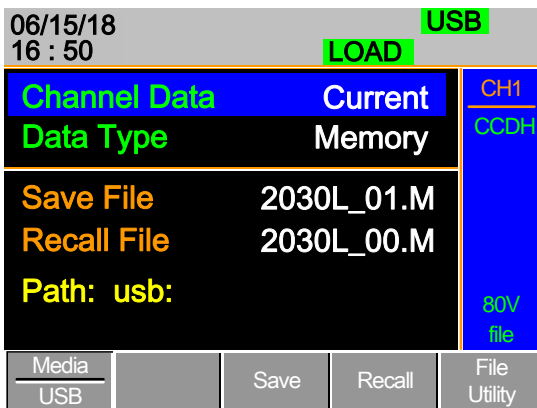 06/15/18 USB
16 : 50 LOAD
Channel Data Current
Data Type Memory
Save File 2030L_01.M
Recall File 2030L_00.M
Path: usb:
CH1
CCDH
80V
file
Media
USB
Save
Recall
File
Utility